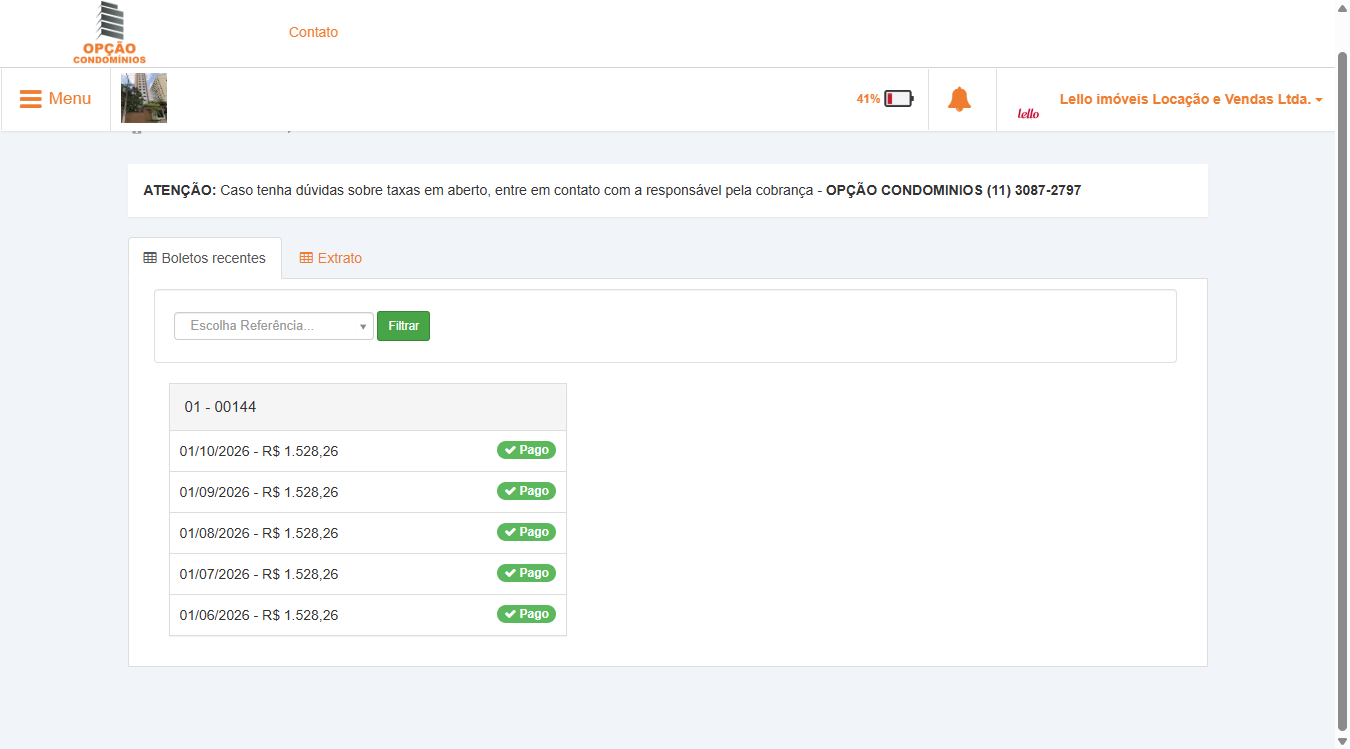 OPÇÃO
CONDOMÍNIOS
Contato
Menu
41%
lello
Lello imóveis Locação e Vendas Ltda.
ATENÇÃO: Caso tenha dúvidas sobre taxas em aberto, entre em contato com a responsável pela cobrança - OPÇÃO CONDOMINIOS (11) 3087-2797
Boletos recentes
Extrato
Escolha Referência...
Filtrar
01 - 00144
01/10/2026 - R$ 1.528,26 Pago
01/09/2026 - R$ 1.528,26 Pago
01/08/2026 - R$ 1.528,26 Pago
01/07/2026 - R$ 1.528,26 Pago
01/06/2026 - R$ 1.528,26 Pago